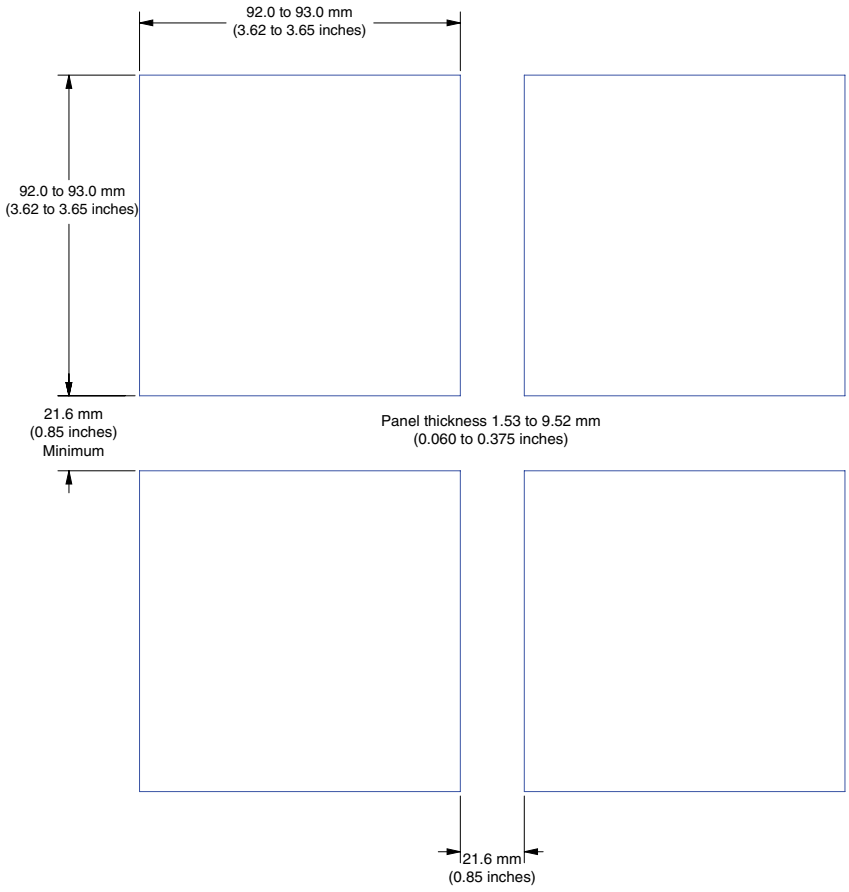 92.0 to 93.0 mm
(3.62 to 3.65 inches)
92.0 to 93.0 mm
(3.62 to 3.65 inches)
21.6 mm
(0.85 inches)
Minimum
Panel thickness 1.53 to 9.52 mm
(0.060 to 0.375 inches)
21.6 mm
(0.85 inches)